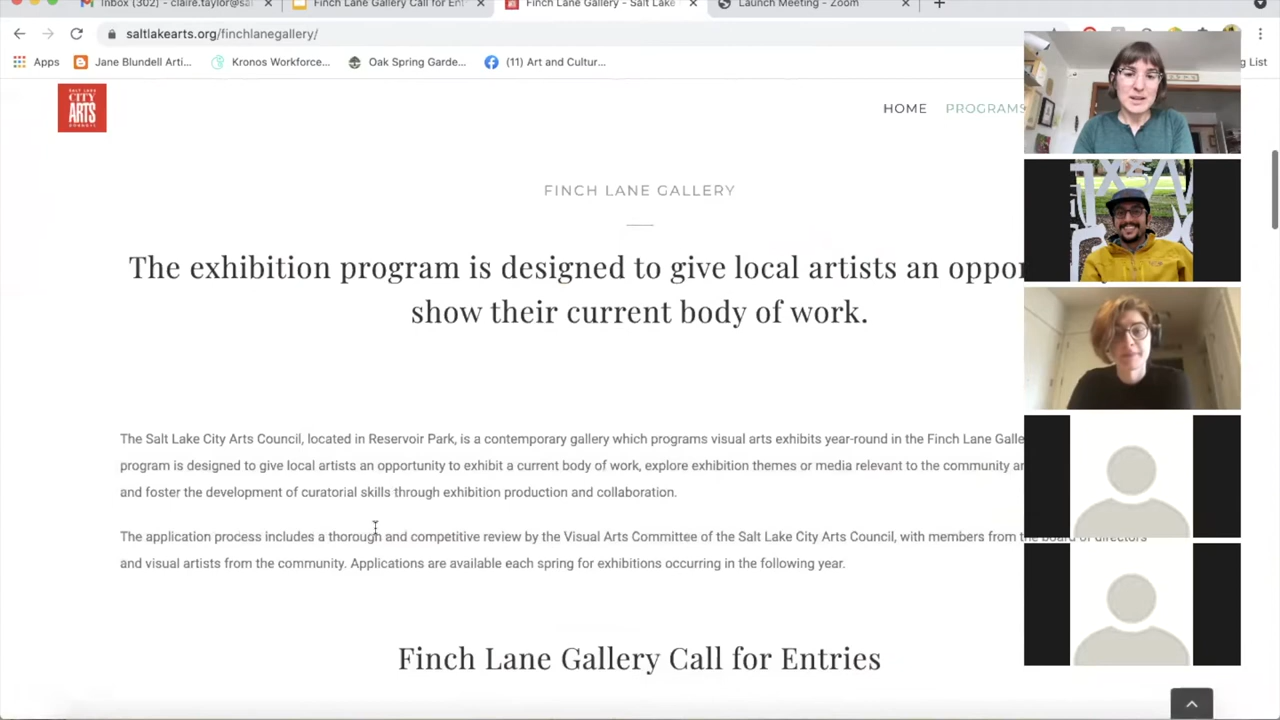 Inbox (302) - claire.taylor@sal
Finch Lane Gallery Call for Ent
Finch Lane Gallery - Salt Lake
Launch Meeting - Zoom
saltlakearts.org/finchlanegallery/
Apps
Jane Blundell Arti...
Kronos Workforce...
Oak Spring Garde...
(11) Art and Cultur...
g List
SALT LAKE
CITY
ARTS
COUNCIL
HOME
PROGRAMS
FINCH LANE GALLERY
The exhibition program is designed to give local artists an oppor
show their current body of work.
The Salt Lake City Arts Council, located in Reservoir Park, is a contemporary gallery which programs visual arts exhibits year-round in the Finch Lane Galle
program is designed to give local artists an opportunity to exhibit a current body of work, explore exhibition themes or media relevant to the community an
and foster the development of curatorial skills through exhibition production and collaboration.
The application process includes a thorough and competitive review by the Visual Arts Committee of the Salt Lake City Arts Council, with members from the board of directors
and visual artists from the community. Applications are available each spring for exhibitions occurring in the following year.
Finch Lane Gallery Call for Entries